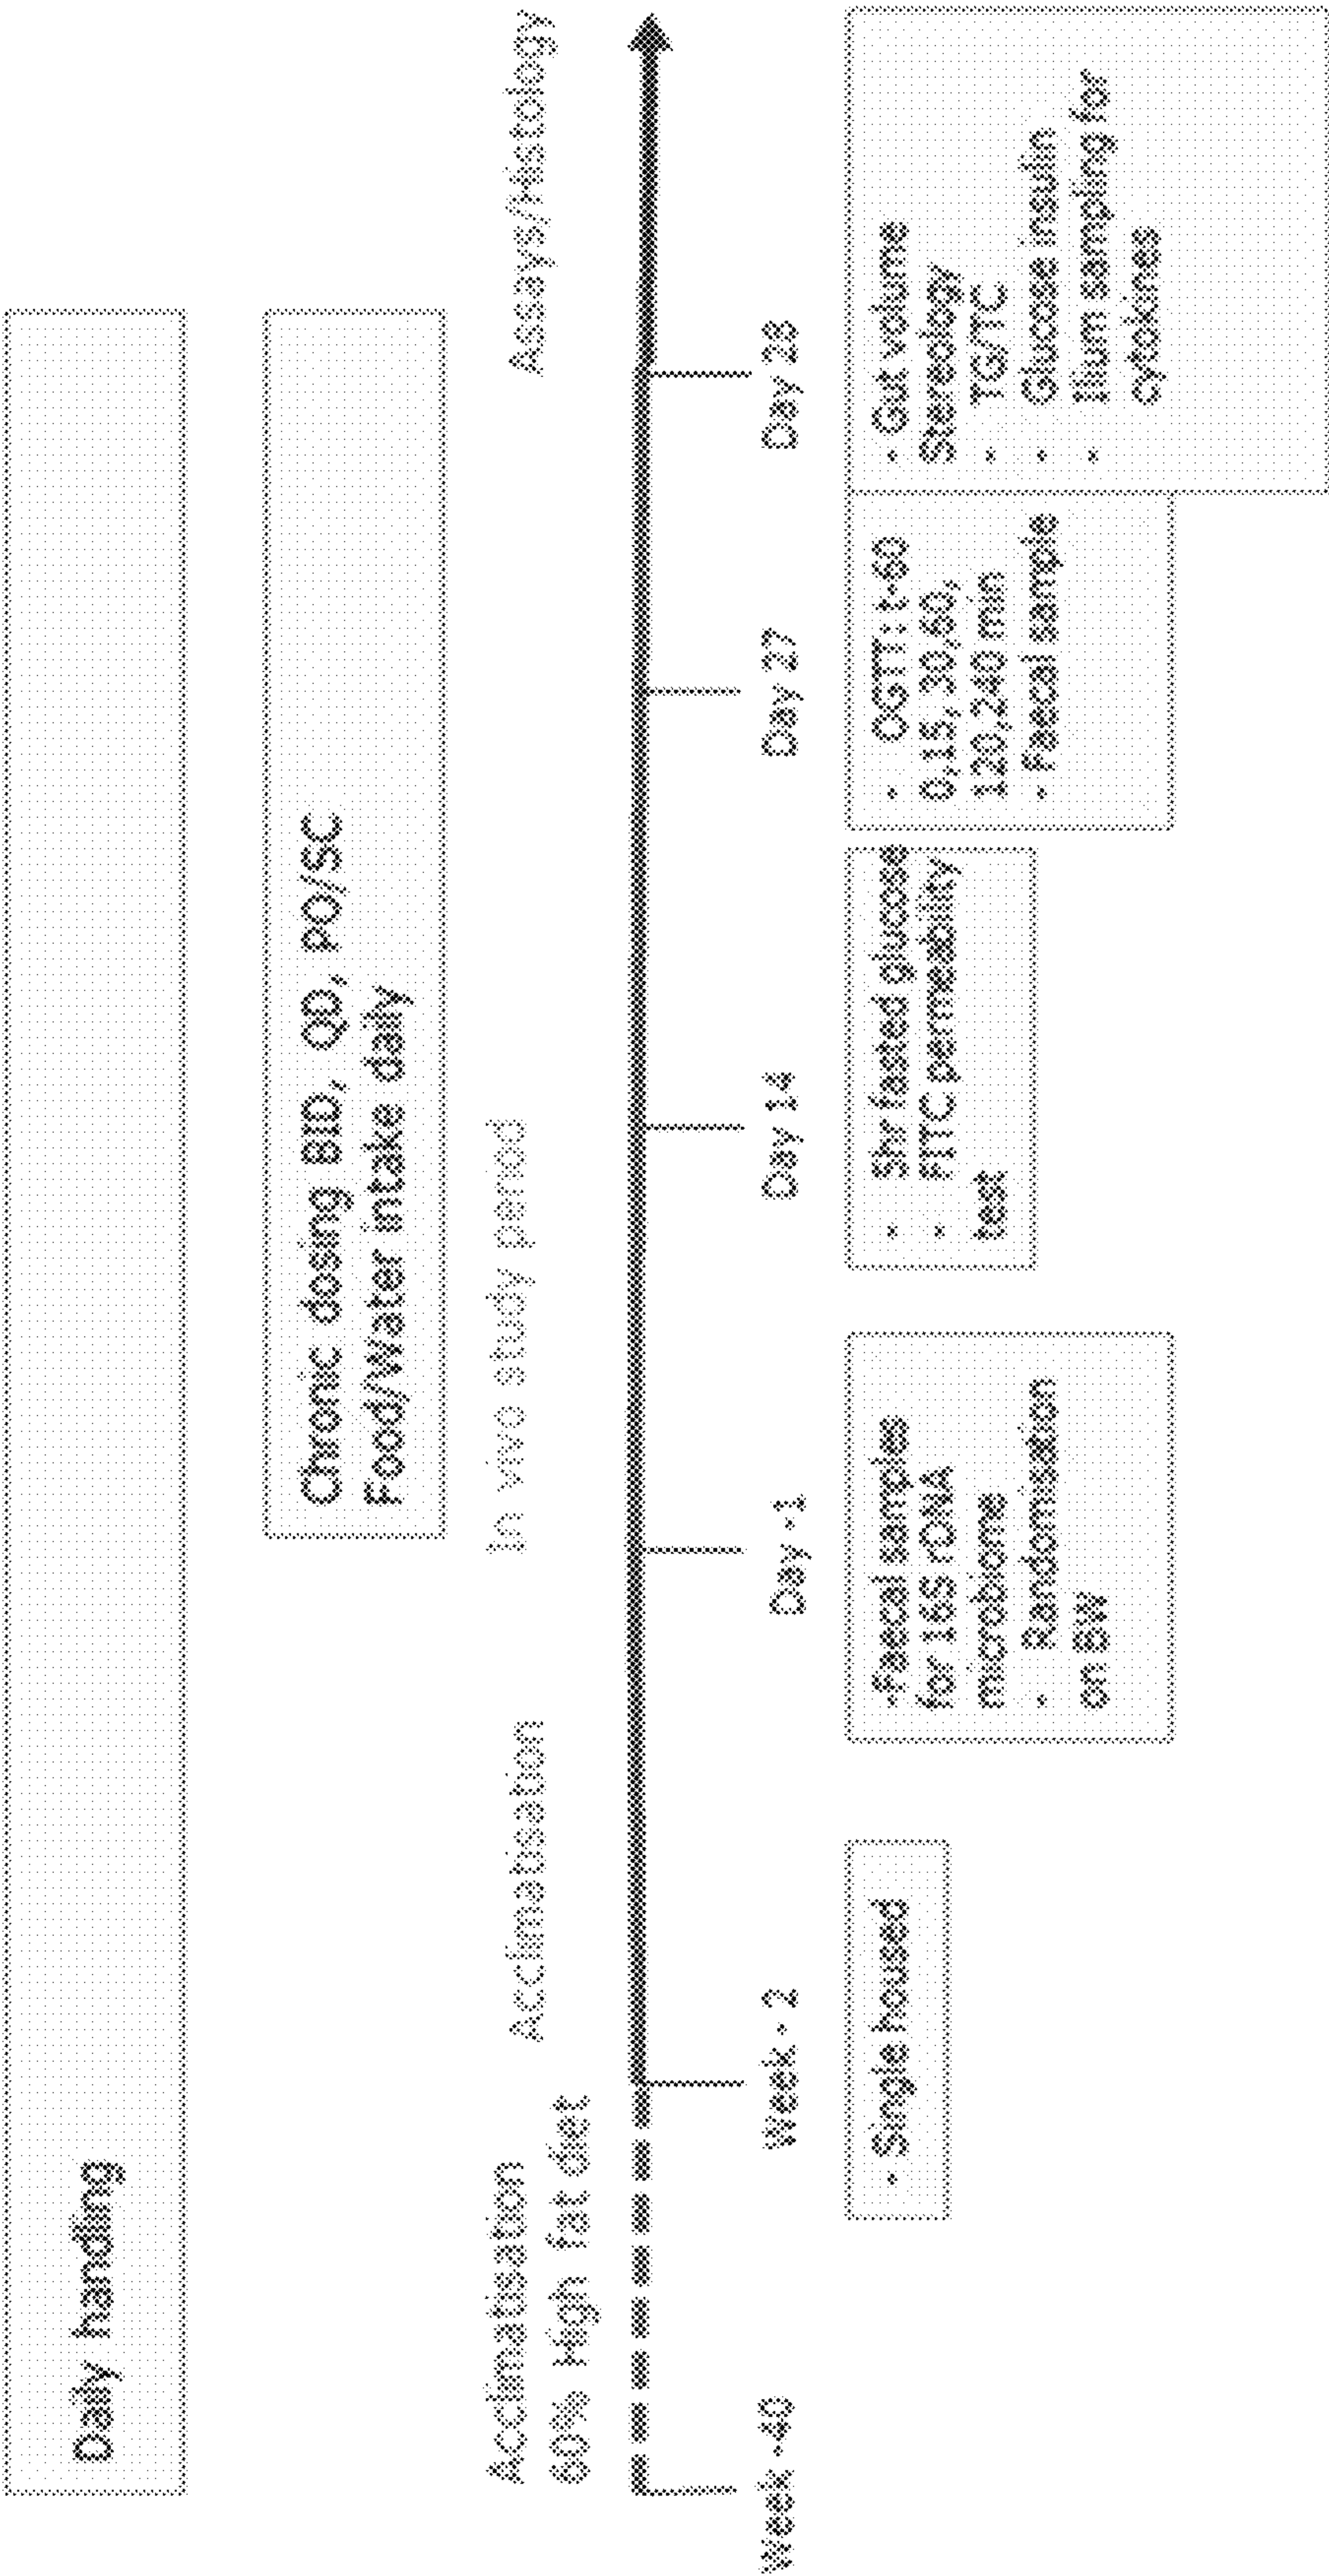 Daily handling
Chronic dosing BID, QD, PO/SC
Food/Water intake daily
Acclimatisation
60% High fat diet
Acclimatisation
In vivo study period
Assays/Histology
Week -40
Week - 2
Day -1
Day 14
Day 27
Day 28
• Single housed
•Faecal samples
for 16S rDNA
microbiome
• Randomisation
on BW
• 5hr fasted glucose
• FITC permeability
test
• OGTT: t-60
0,15, 30,60,
120,240 min
• Faecal sample
• Gut volume
Stereology
• TG/TC
• Glucose insulin
• Ilium sampling for
cytokines